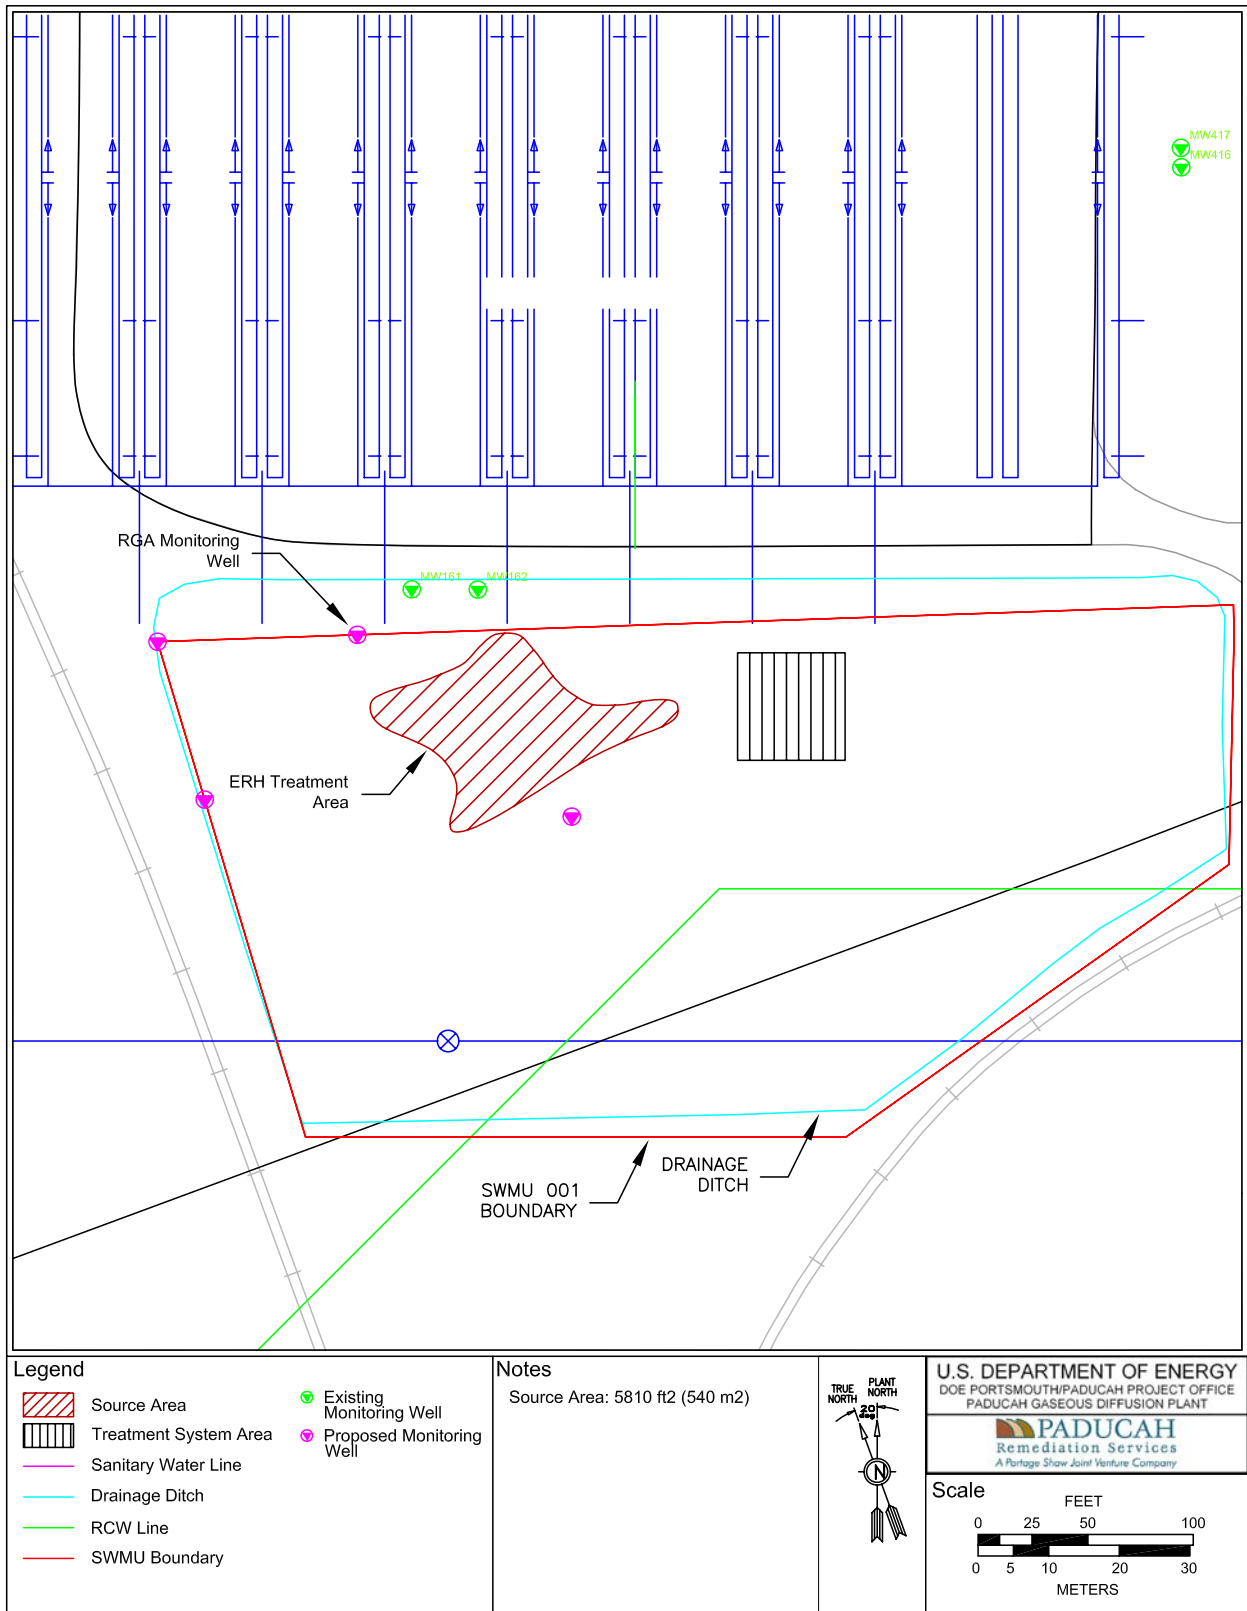 MW417
MW416
RGA Monitoring
Well
MW161
MW162
ERH Treatment
Area
DRAINAGE
DITCH
SWMU 001
BOUNDARY
Legend
Source Area
Treatment System Area
Sanitary Water Line
Drainage Ditch
RCW Line
SWMU Boundary
Existing
Monitoring Well
Proposed Monitoring
Well
Notes
Source Area: 5810 ft2 (540 m2)
TRUE
NORTH
PLANT
NORTH
20
deg
N
U.S. DEPARTMENT OF ENERGY
DOE PORTSMOUTH/PADUCAH PROJECT OFFICE
PADUCAH GASEOUS DIFFUSION PLANT
PADUCAH
Remediation Services
A Portage Shaw Joint Venture Company
Scale
FEET
0 25 50 100
0 5 10 20 30
METERS